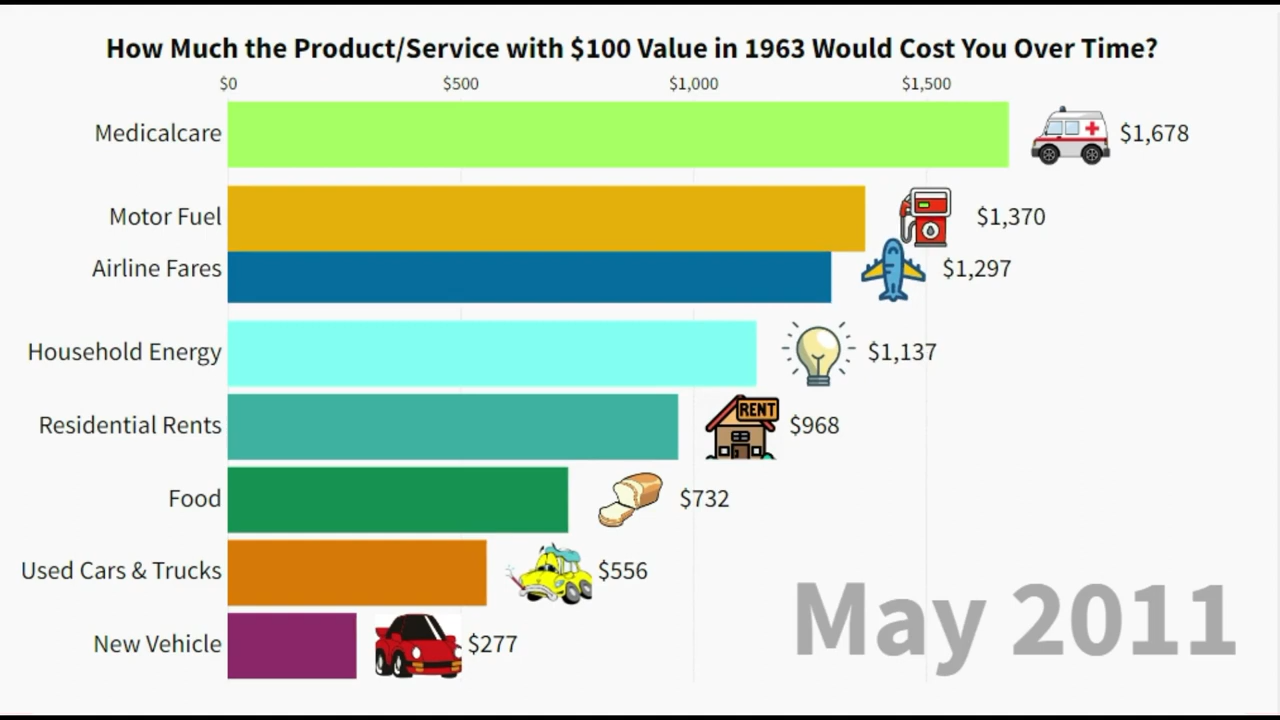 How Much the Product/Service with $100 Value in 1963 Would Cost You Over Time?
$0 $500 $1,000 $1,500
Medicalcare $1,678
Motor Fuel $1,370
Airline Fares $1,297
Household Energy $1,137
Residential Rents RENT $968
Food $732
Used Cars & Trucks $556
New Vehicle $277
May 2011